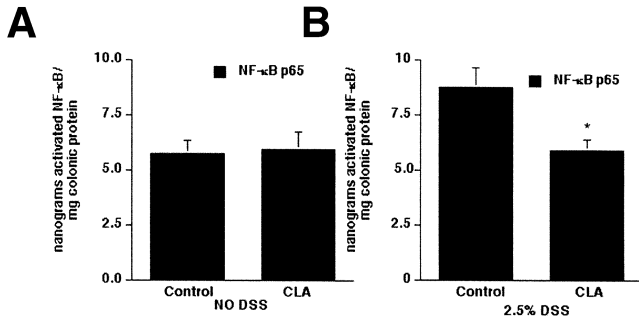 A
nanograms activated NF-κB/
mg colonic protein
10.0
7.5
5.0
2.5
0.0
NF-κB p65
Control
CLA
NO DSS
B
nanograms activated NF-κB/
mg colonic protein
10
7.5
5
2.5
0
NF-κB p65
*
Control
CLA
2.5% DSS